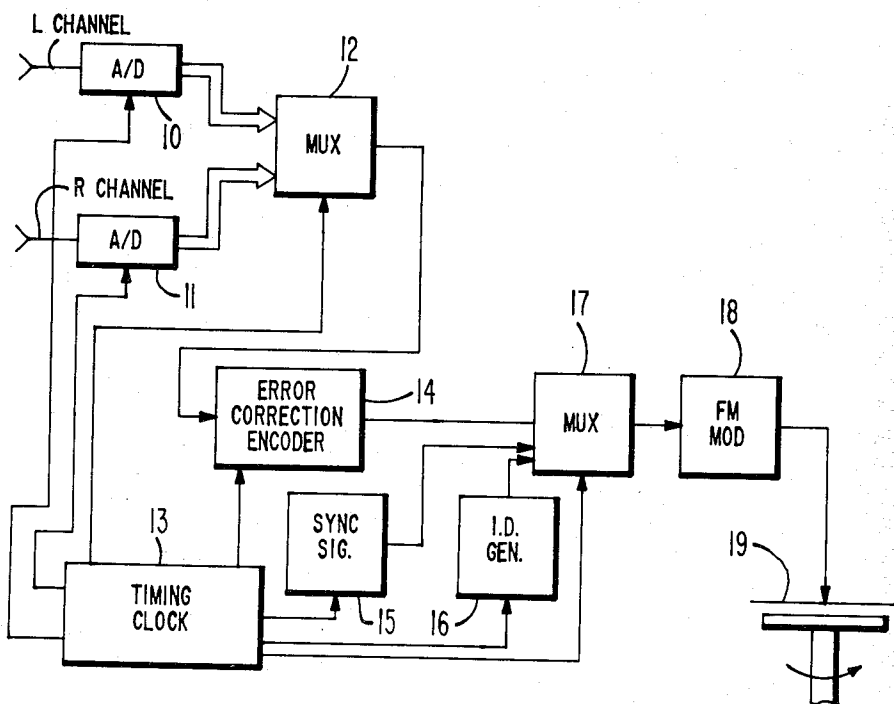 L CHANNEL
A/D
10
12
MUX
R CHANNEL
A/D
11
17
18
ERROR
CORRECTION
ENCODER
14
MUX
FM
MOD
13
TIMING
CLOCK
SYNC
SIG.
15
I.D.
GEN.
16
19